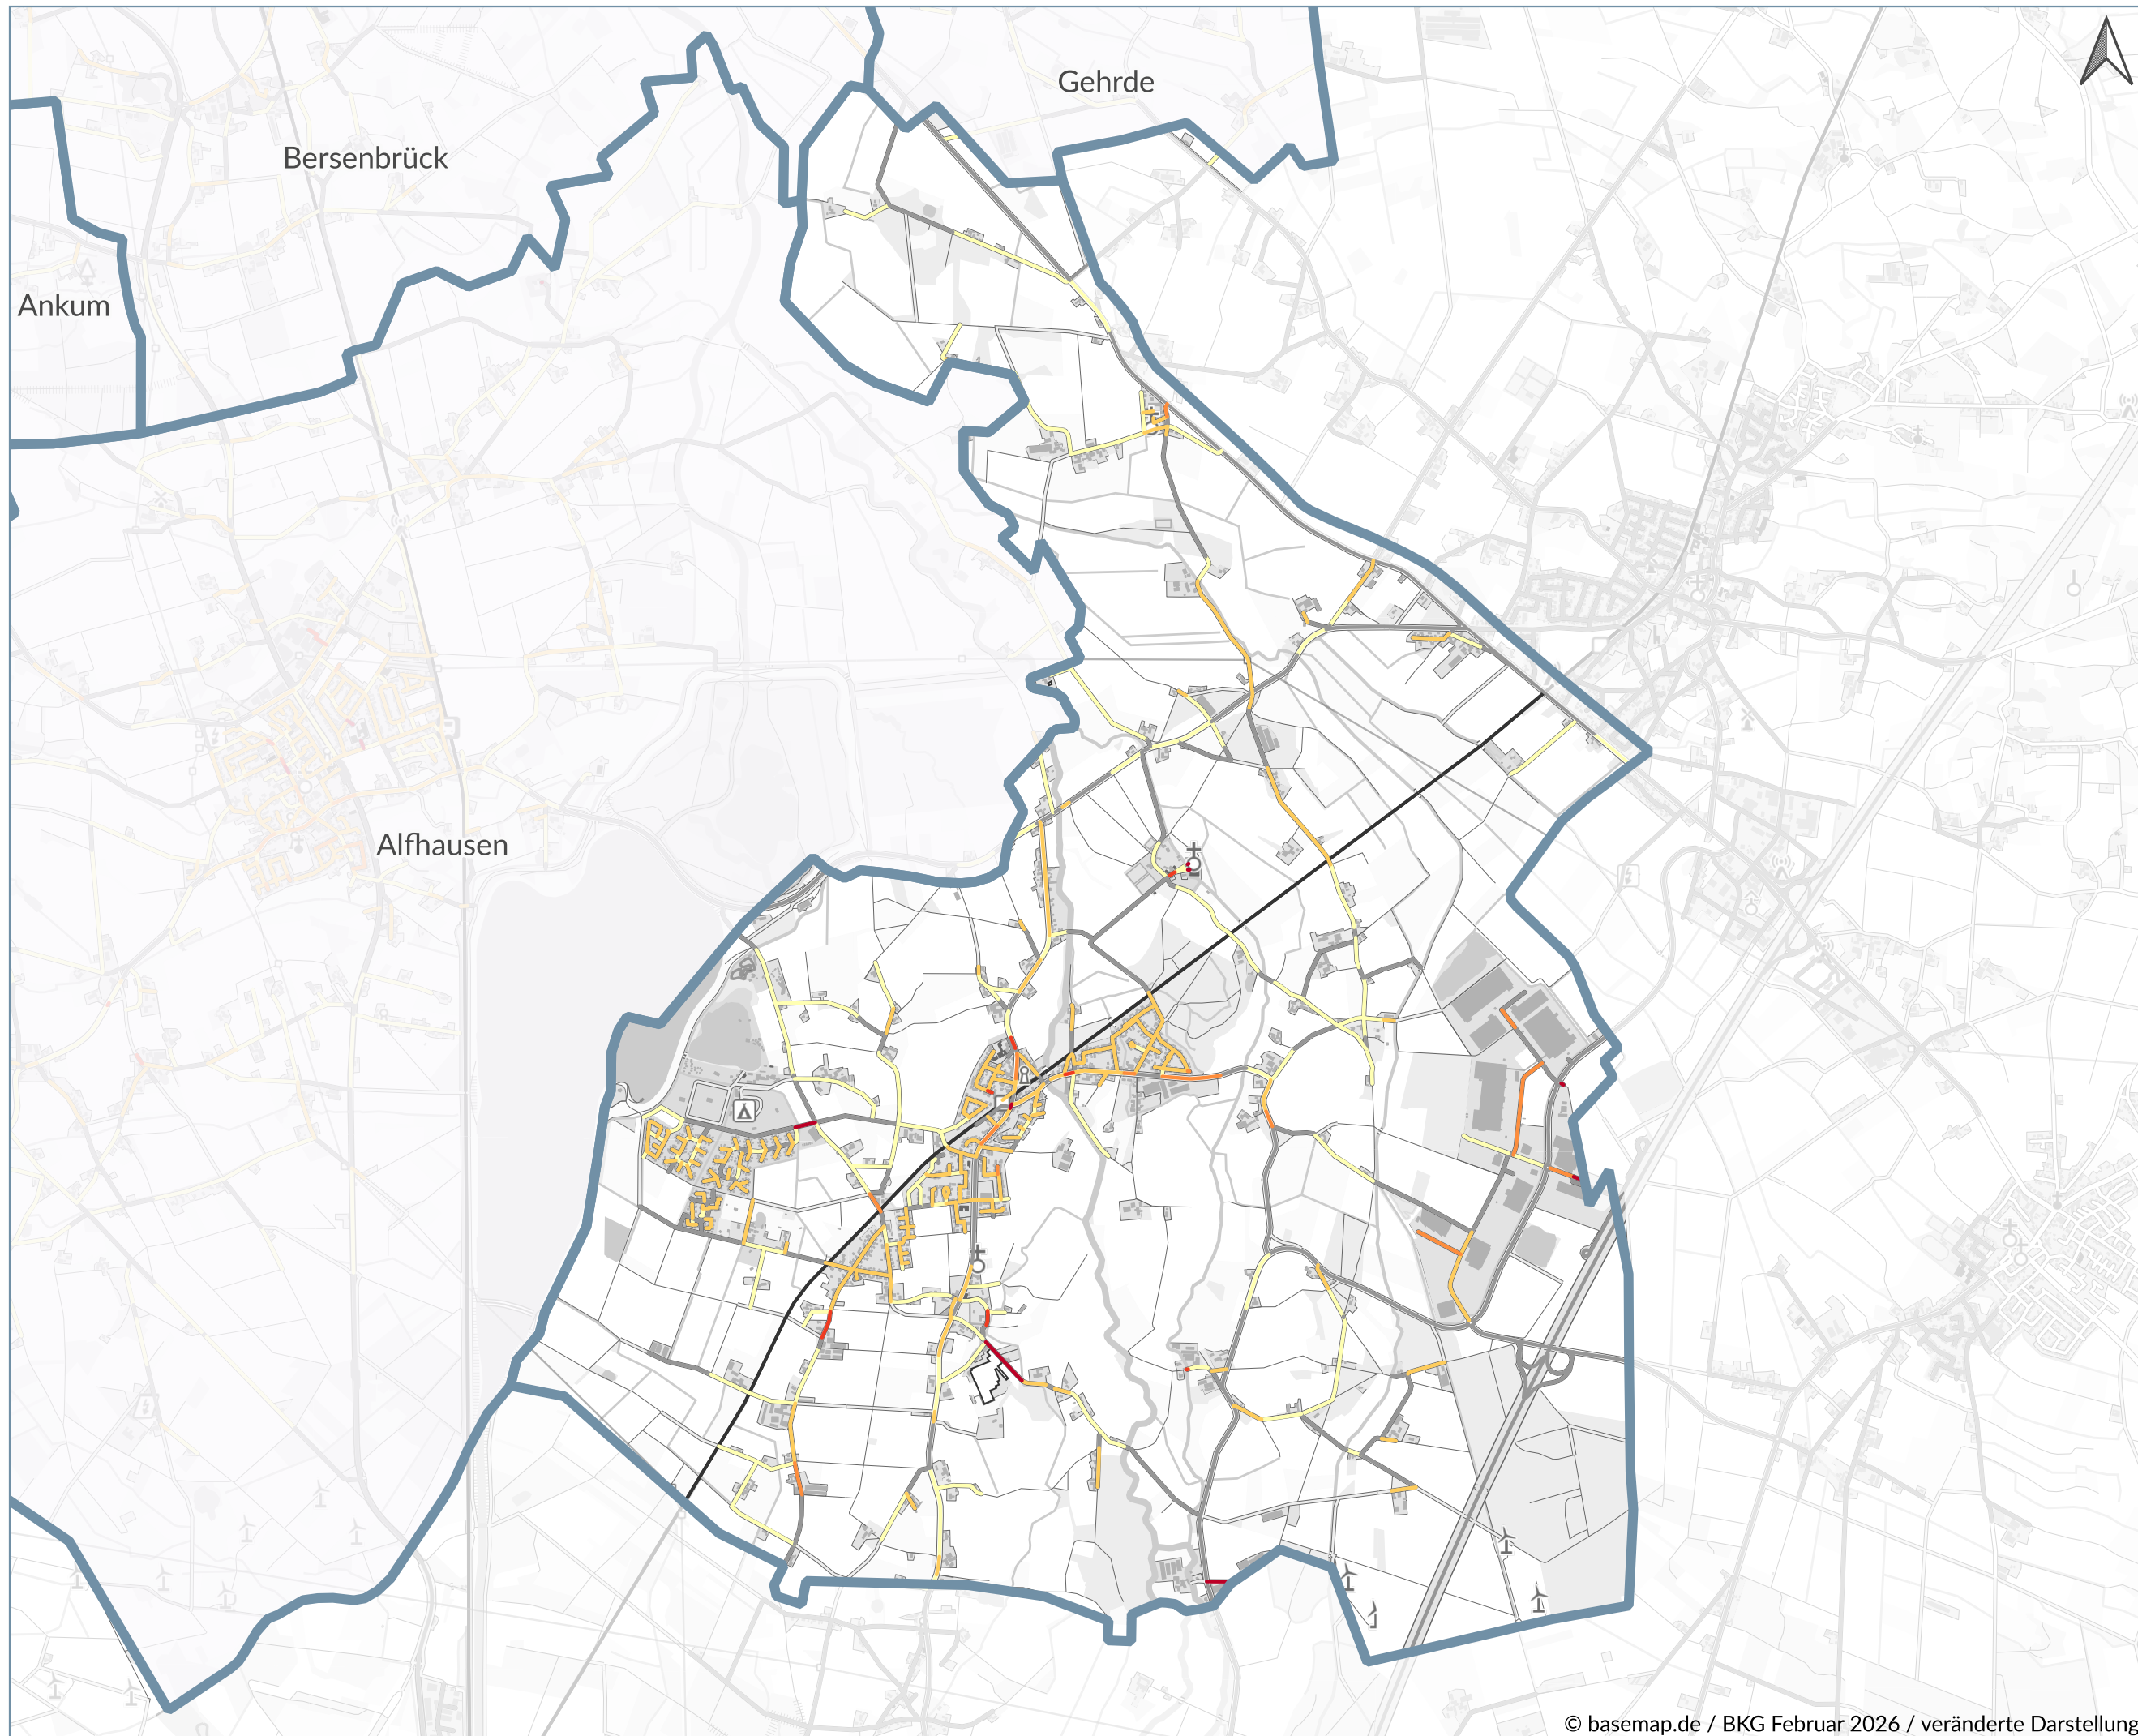 Gehrde
Bersenbrück
Ankum
Alfhausen
© basemap.de / BKG Februar 2026 / veränderte Darstellung